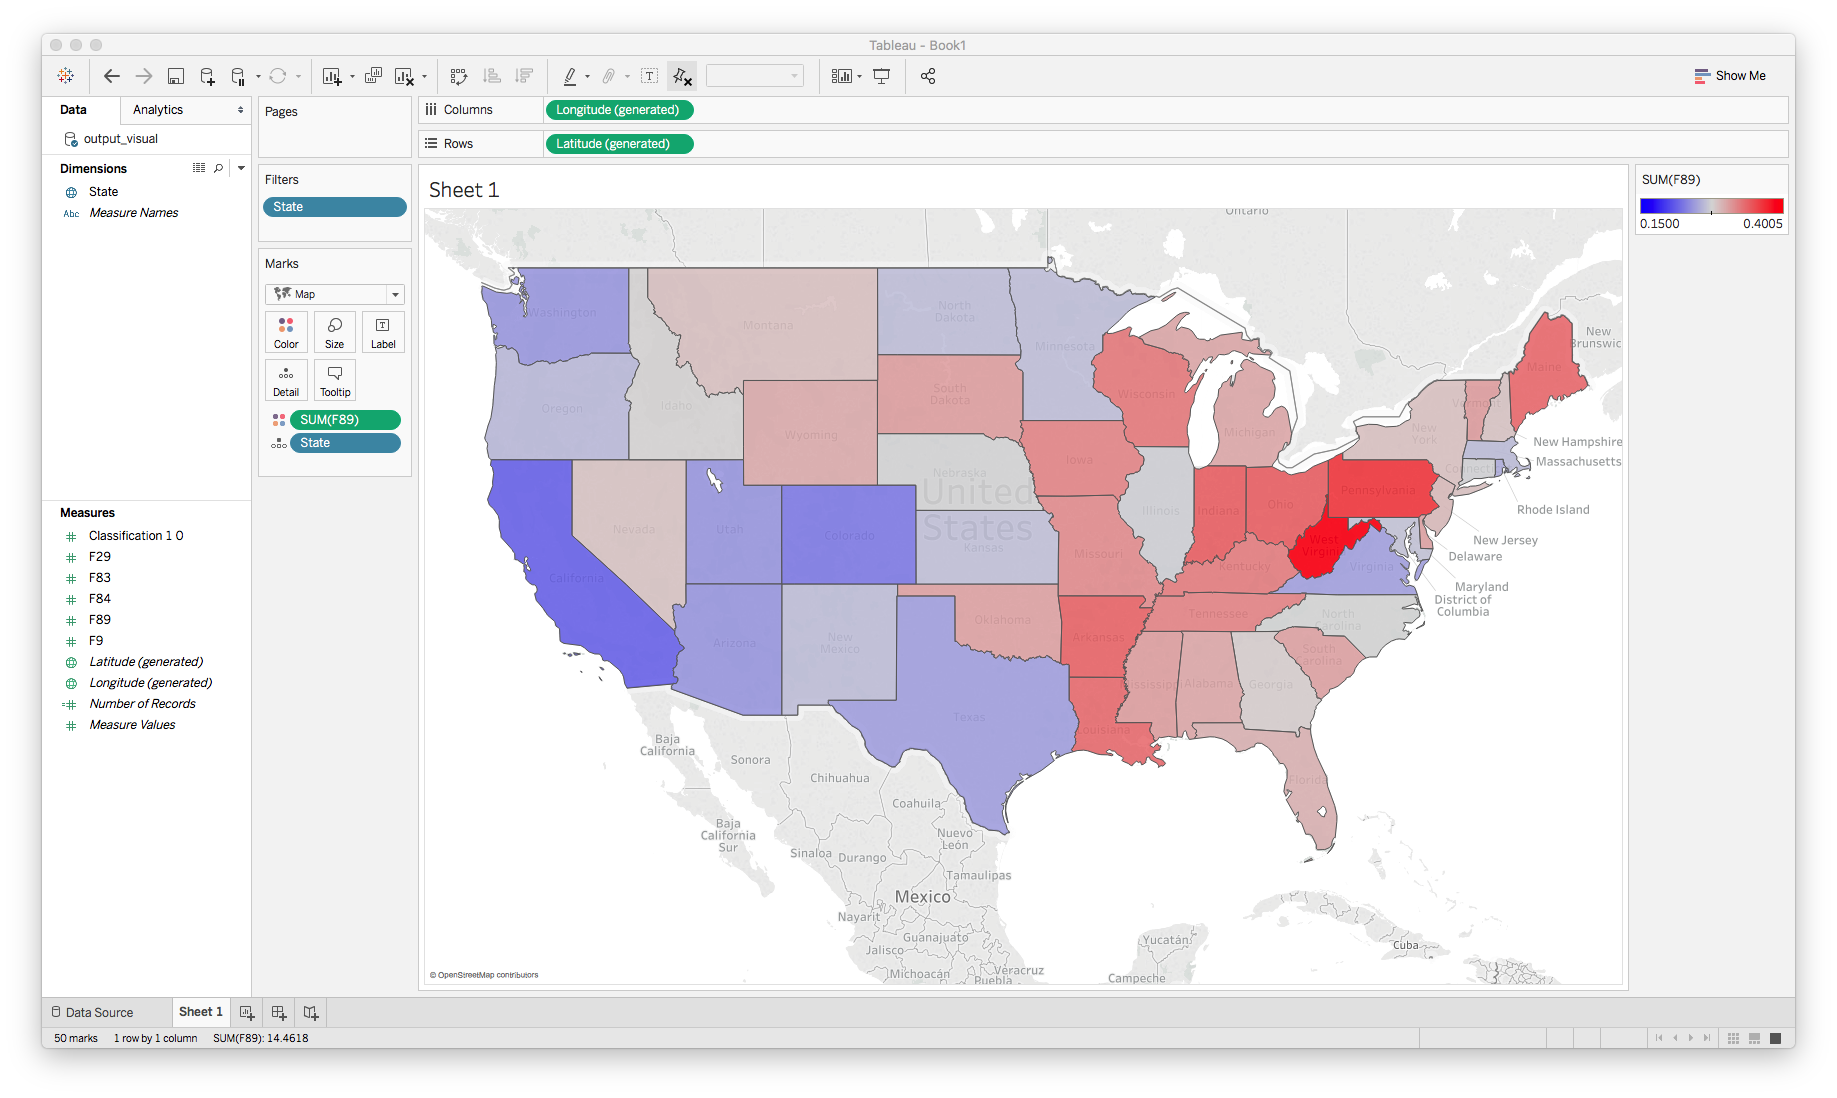 Tableau - Book1
Show Me
Data
Analytics
output_visual
Dimensions
State
Abc Measure Names
Measures
Classification 1 0
F29
F83
F84
F89
F9
Latitude (generated)
Longitude (generated)
Number of Records
Measure Values
Pages
Filters
State
Marks
Map
Color
Size
Label
Detail
Tooltip
SUM(F89)
State
Columns
Longitude (generated)
Rows
Latitude (generated)
Sheet 1
Ontario
Washington
Montana
North
Dakota
Minnesota
New
Brunswic
Maine
Oregon
Idaho
South
Dakota
Wisconsin
Wyoming
Michigan
Vermont
New
York
New Hampshire
Massachusetts
Connecti
Iowa
Nebraska
United
States
Pennsylvania
Rhode Island
Nevada
Utah
Colorado
Kansas
Illinois
Indiana
Ohio
West
Virginia
New Jersey
Delaware
Maryland
District of
Columbia
California
Missouri
Kentucky
Virginia
Arizona
New
Mexico
Oklahoma
Arkansas
Tennessee
North
Carolina
South
Carolina
Texas
Louisiana
Mississippi
Alabama
Georgia
Florida
Baja
California
Sonora
Chihuahua
Coahuila
Baja
California
Sur
Nuevo
León
Sinaloa
Durango
Tamaulipas
Mexico
Nayarit
Guanajuato
Jalisco
Michoacán
Veracruz
Puebla
Yucatán
Campeche
Cuba
© OpenStreetMap contributors
SUM(F89)
0.1500
0.4005
Data Source
Sheet 1
50 marks
1 row by 1 column
SUM(F89): 14.4618